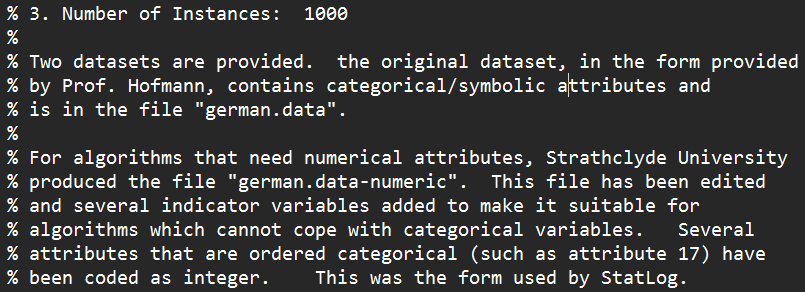 % 3. Number of Instances:  1000
%
% Two datasets are provided.  the original dataset, in the form provided
% by Prof. Hofmann, contains categorical/symbolic attributes and
% is in the file "german.data".
%
% For algorithms that need numerical attributes, Strathclyde University
% produced the file "german.data-numeric".  This file has been edited
% and several indicator variables added to make it suitable for
% algorithms which cannot cope with categorical variables.   Several
% attributes that are ordered categorical (such as attribute 17) have
% been coded as integer.    This was the form used by StatLog.